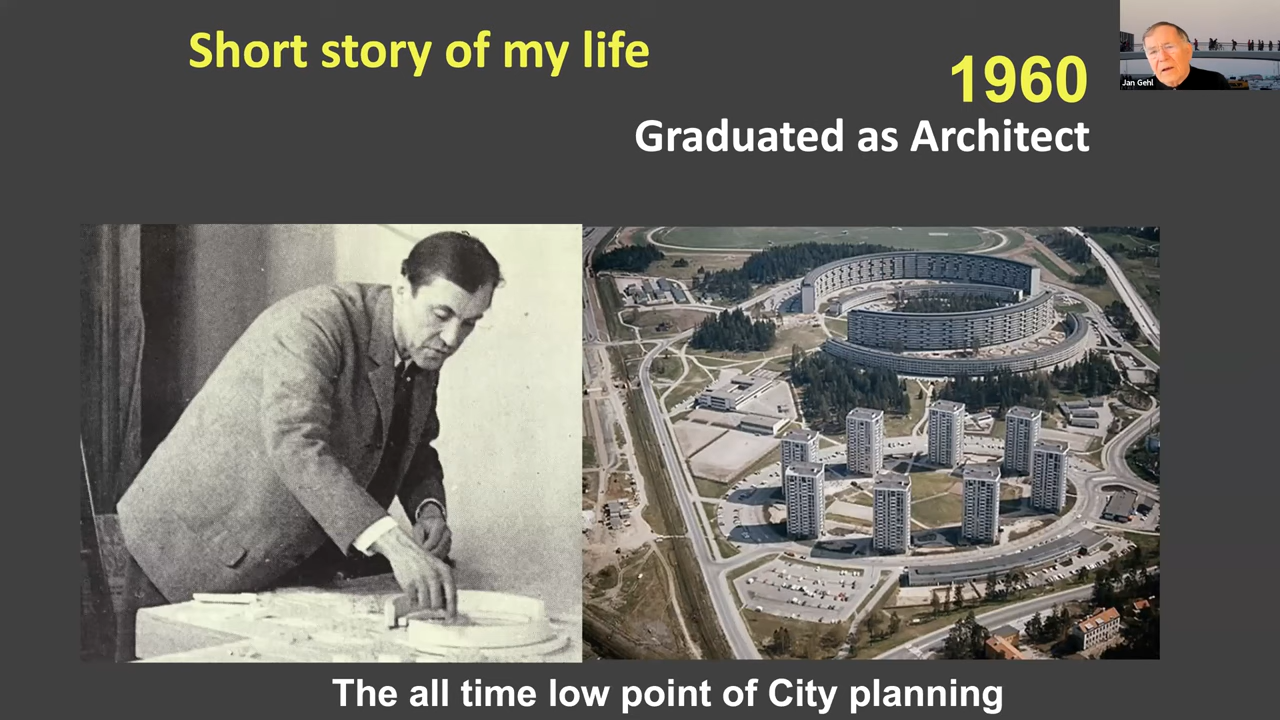 Short story of my life
1960
Graduated as Architect
Jan Gehl
The all time low point of City planning